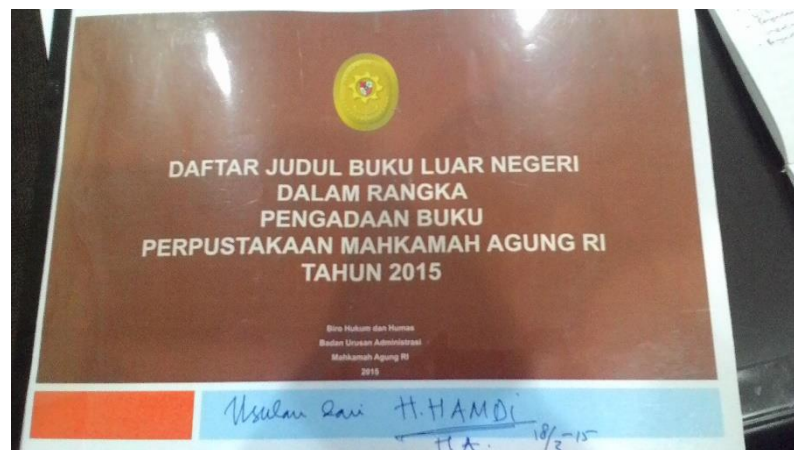 DAFTAR JUDUL BUKU LUAR NEGERI
DALAM RANGKA
PENGADAAN BUKU
PERPUSTAKAAN MAHKAMAH AGUNG RI
TAHUN 2015
Biro Hukum dan Humas
Badan Urusan Administrasi
Mahkamah Agung RI
2015
Usulan dari H. HAMDi
H A. 18/2-15